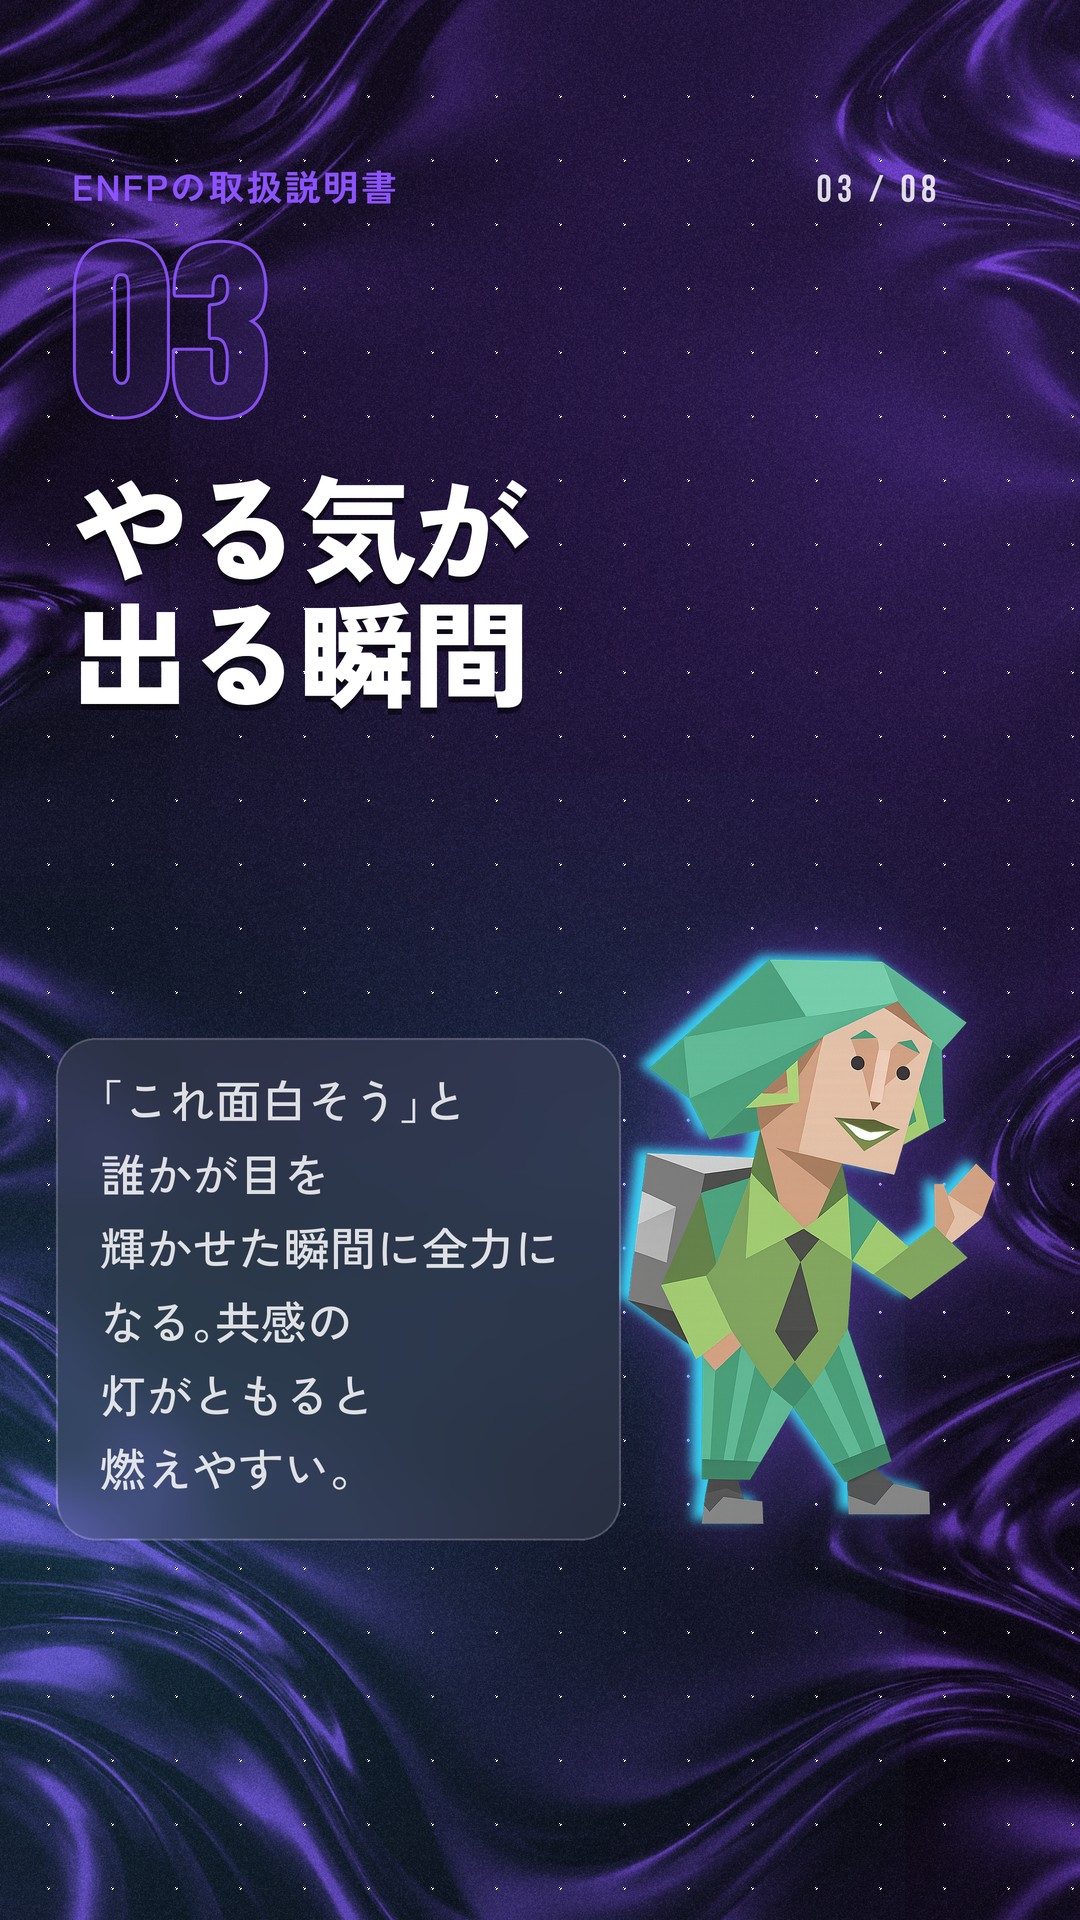 ENFPの取扱説明書
03 / 08
03
やる気が
出る瞬間
「これ面白そう」と
誰かが目を
輝かせた瞬間に全力に
なる。共感の
灯がともると
燃えやすい。